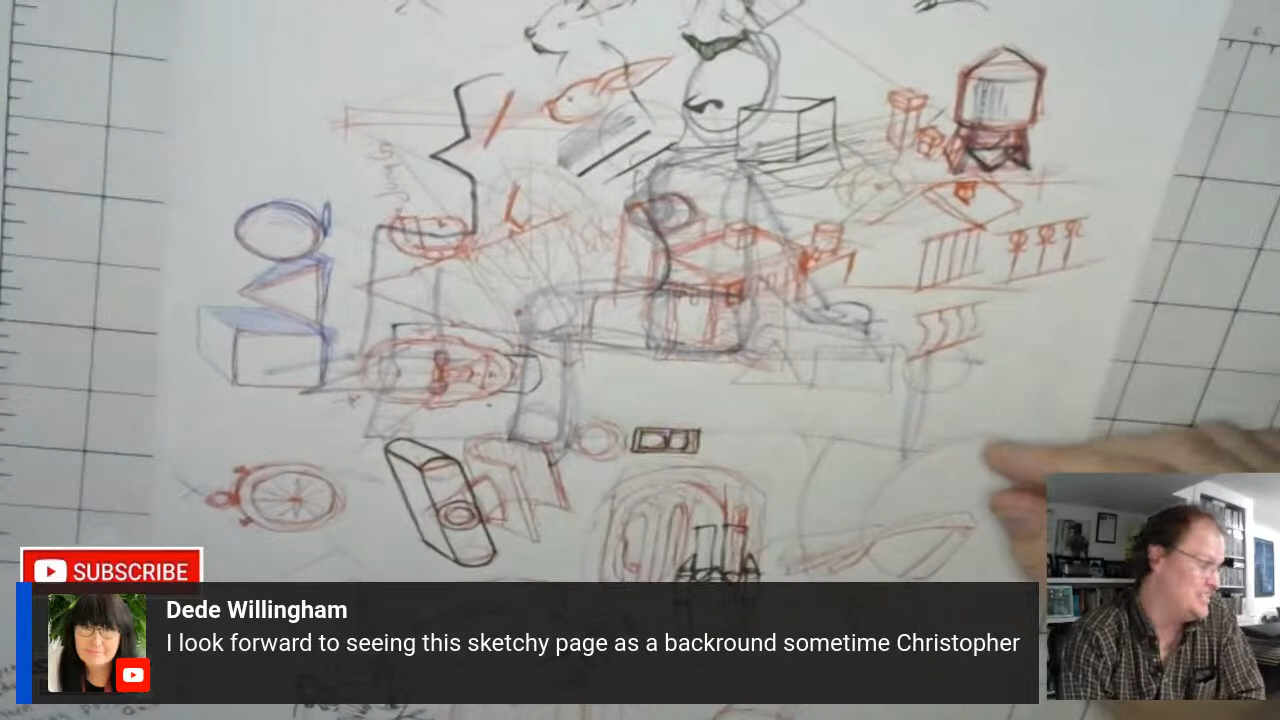 SUBSCRIBE
Dede Willingham
I look forward to seeing this sketchy page as a backround sometime Christopher